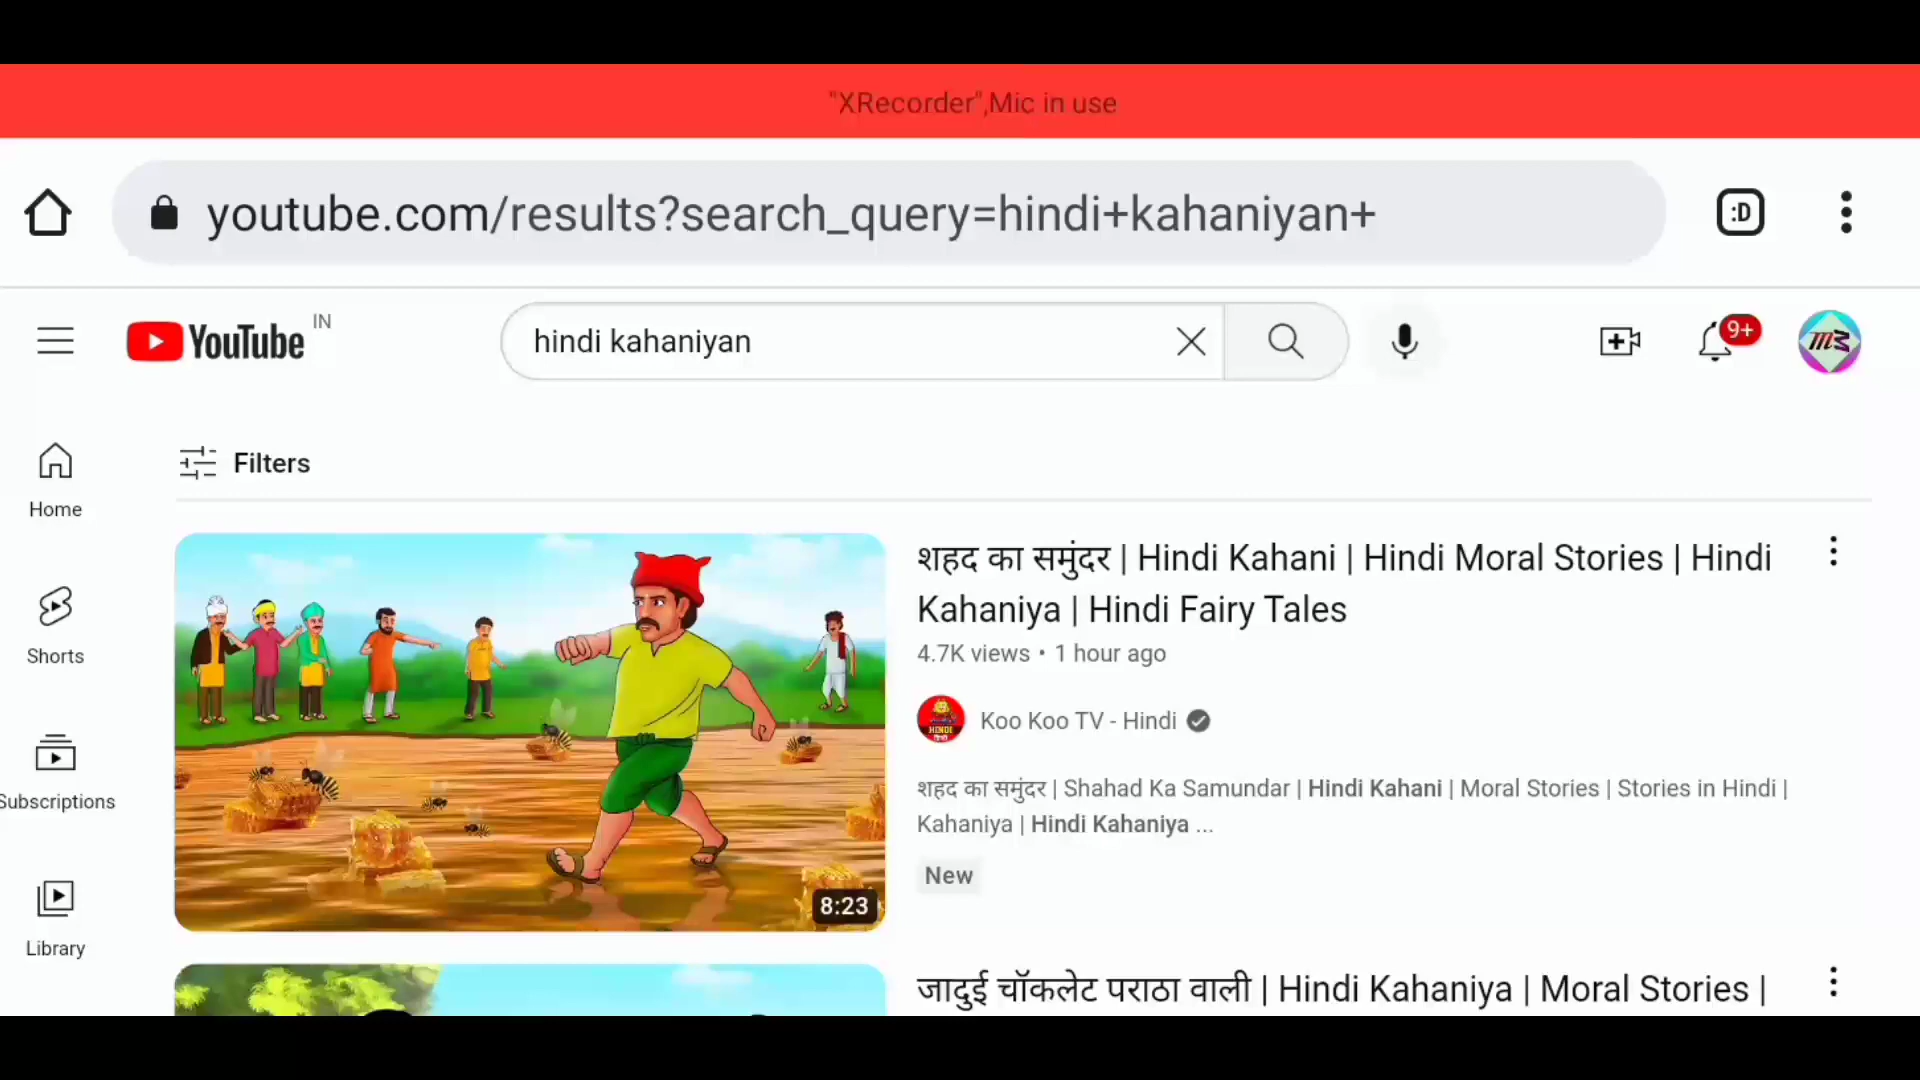 "XRecorder",Mic in use
youtube.com/results?search_query=hindi+kahaniyan+
:D
YouTube IN
hindi kahaniyan
9+
Home
Filters
Shorts
Subscriptions
Library
8:23
शहद का समुंदर | Hindi Kahani | Hindi Moral Stories | Hindi
Kahaniya | Hindi Fairy Tales
4.7K views • 1 hour ago
Koo Koo TV - Hindi
शहद का समुंदर | Shahad Ka Samundar | Hindi Kahani | Moral Stories | Stories in Hindi |
Kahaniya | Hindi Kahaniya ...
New
जादुई चॉकलेट पराठा वाली | Hindi Kahaniya | Moral Stories |